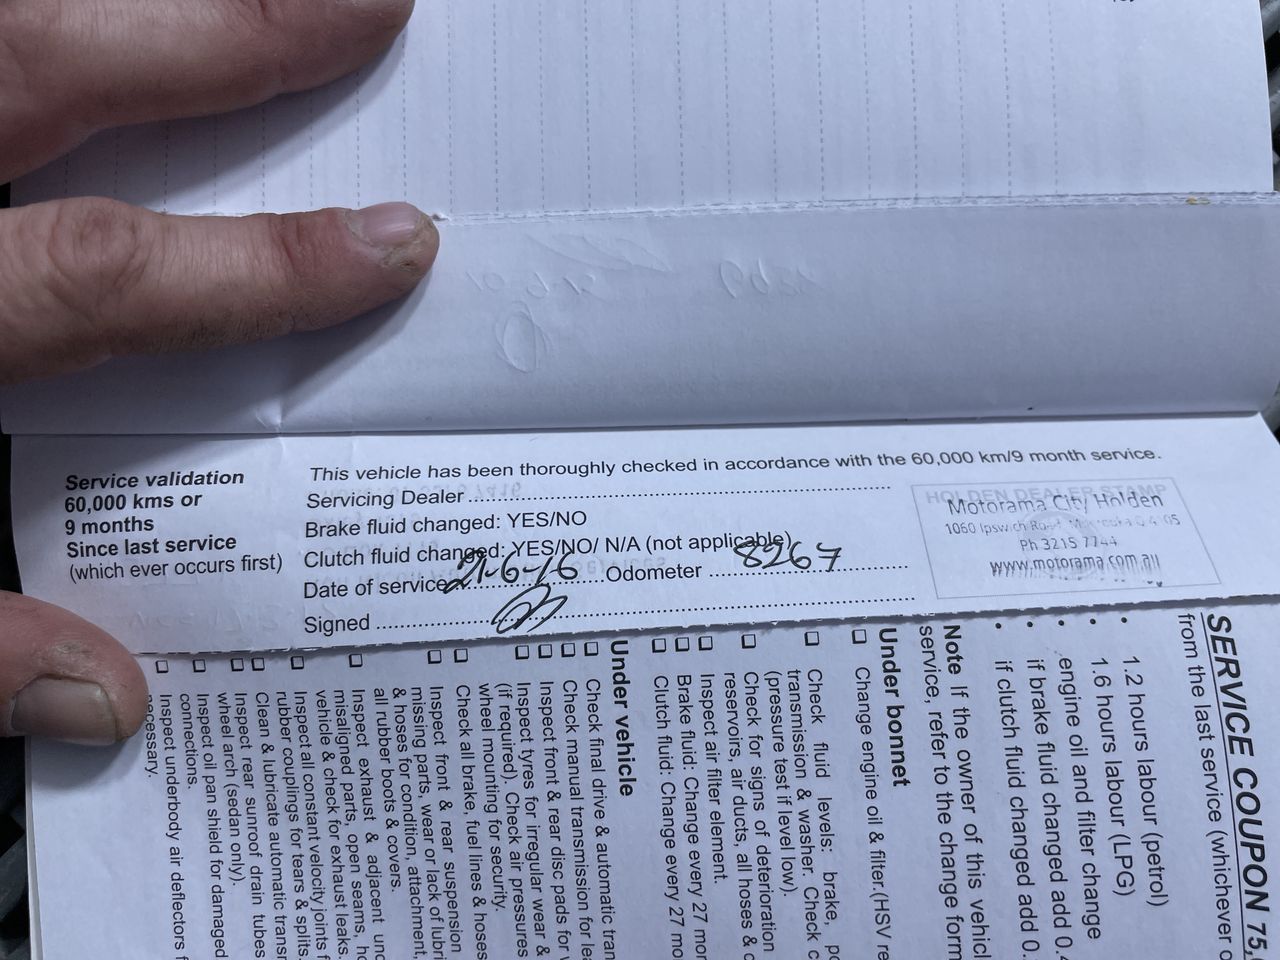 Service validation
60,000 kms or
9 months
Since last service
(which ever occurs first)
This vehicle has been thoroughly checked in accordance with the 60,000 km/9 month service.
Servicing Dealer
Brake fluid changed: YES/NO
Clutch fluid changed: YES/NO/ N/A (not applicable)
Date of service 21-6-16 Odometer 8267
Signed
HOLDEN DEALER STAMP
Motorama City Holden
1060 Ipswich Road
Ph 3215 7744
www.motorama.com.au
SERVICE COUPON 75,
from the last service (whichever
• 1.2 hours labour (petrol)
• 1.6 hours labour (LPG)
• engine oil and filter change
• if brake fluid changed add 0.
• if clutch fluid changed add 0.
Note If the owner of this
service, refer to the change
Under bonnet
☐ Change engine oil & filter.(HSV
☐ Check fluid levels: brake,
transmission & washer. Check
(pressure test if level low).
☐ Check for signs of deterioration
reservoirs, air ducts, all hoses &
☐ Inspect air filter element.
☐ Brake fluid: Change every 27
☐ Clutch fluid: Change every 27
Under vehicle
☐ Check final drive & automatic
☐ Check manual transmission for
☐ Inspect front & rear disc pads for
☐ Inspect tyres for irregular wear &
(if required). Check air pressures
wheel mounting for security.
☐ Check all brake, fuel lines & hoses
☐ Inspect front & rear suspension
missing parts, wear or lack of
& hoses for condition, attachment,
all rubber boots & covers.
☐ Inspect exhaust & adjacent
misaligned parts, open seams,
vehicle & check for exhaust leaks.
☐ Inspect all constant velocity joints
rubber couplings for tears & splits.
☐ Clean & lubricate automatic
☐ Inspect rear sunroof drain tubes
wheel arch (sedan only).
☐ Inspect oil pan shield for damaged
connections.
☐ Inspect underbody air deflectors
necessary.